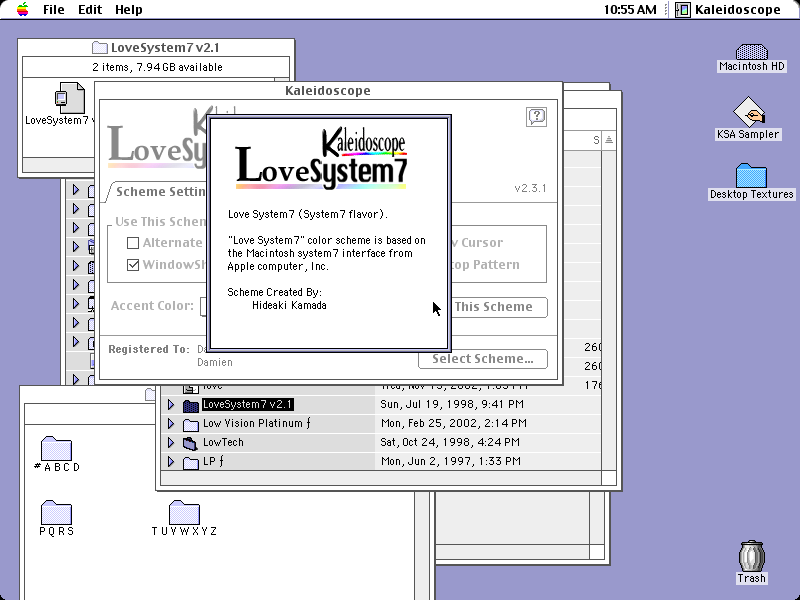 File Edit Help
10:55 AM
Kaleidoscope
LoveSystem7 v2.1
2 items, 7.94GB available
LoveSystem7 v
Kaleidoscope
LoveSy
Scheme Settin
v2.3.1
Use This Schem
Alternate
WindowSh
v Cursor
op Pattern
Accent Color:
This Scheme
Registered To: Da
Damien
Select Scheme...
Kaleidoscope
LoveSystem7
Love System7 (System7 flavor).
"Love System7" color scheme is based on
the Macintosh system7 interface from
Apple computer, Inc.
Scheme Created By:
Hideaki Kamada
S
260
260
176
LoveSystem7 v2.1 Sun, Jul 19, 1998, 9:41 PM
Low Vision Platinum ƒ Mon, Feb 25, 2002, 2:14 PM
LowTech Sat, Oct 24, 1998, 4:24 PM
LP ƒ Mon, Jun 2, 1997, 1:33 PM
# A B C D
P Q R S
T U V W X Y Z
Macintosh HD
KSA Sampler
Desktop Textures
Trash